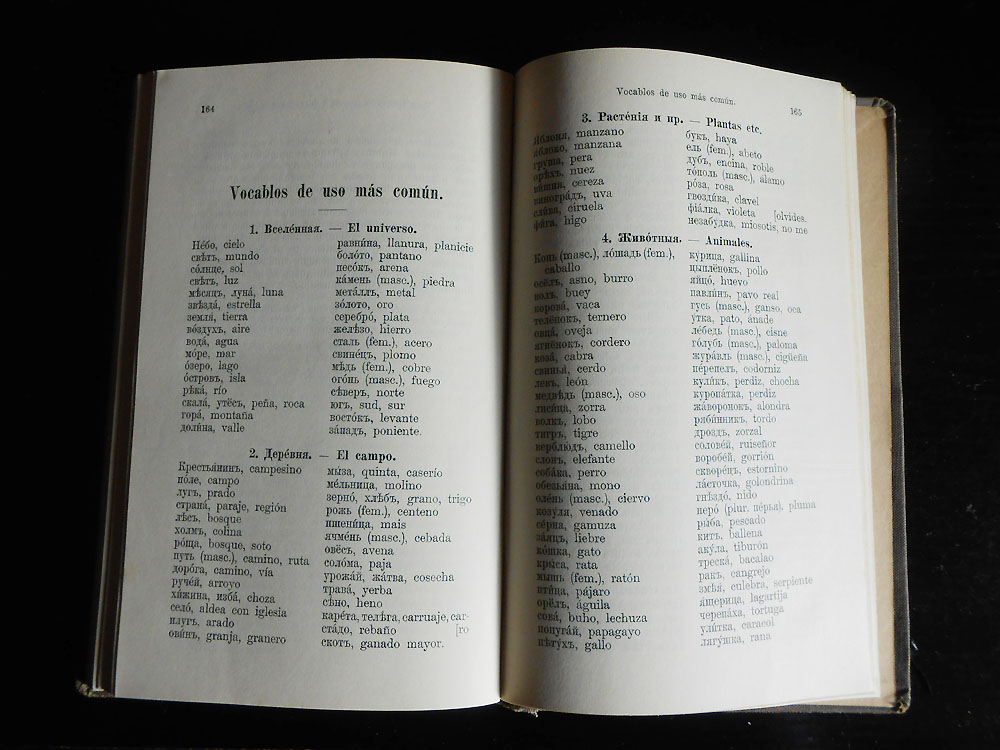 164
Vocablos de uso más común.
1. Вселе́нная. — El universo.
Не́бо, cielo
свѣтъ, mundo
со́лнце, sol
свѣтъ, luz
мѣ́сяцъ, луна́, luna
звѣзда́, estrella
земля́, tierra
во́здухъ, aire
вода́, agua
мо́ре, mar
о́зеро, lago
о́стровъ, isla
рѣка́, río
скала́, утёсъ, peña, roca
гора́, montaña
доли́на, valle
равни́на, llanura, planicie
боло́то, pantano
песо́къ, arena
ка́мень (masc.), piedra
мета́ллъ, metal
зо́лото, oro
серебро́, plata
желѣ́зо, hierro
сталь (fem.), acero
свине́цъ, plomo
мѣдь (fem.), cobre
ого́нь (masc.), fuego
сѣ́веръ, norte
югъ, sud, sur
восто́къ, levante
за́падъ, poniente.
2. Дере́вня. — El campo.
Крестья́нинъ, campesino
по́ле, campo
лугъ, prado
страна́, paraje, región
лѣсъ, bosque
холмъ, colina
ро́ща, bosque, soto
путь (masc.), camino, ruta
доро́га, camino, vía
руче́й, arroyo
хи́жина, изба́, choza
село́, aldea con iglesia
плугъ, arado
ови́нъ, granja, granero
мы́за, quinta, caserío
ме́льница, molino
зерно́, хлѣбъ, grano, trigo
рожь (fem.), centeno
пшени́ца, mais
ячме́нь (masc.), cebada
овёсъ, avena
соло́ма, paja
урожа́й, жа́тва, cosecha
трава́, yerba
сѣ́но, heno
каре́та, телѣ́га, carruaje, car-
ста́до, rebaño [ro
скотъ, ganado mayor.
Vocablos de uso más común.
165
3. Расте́нія и пр. — Plantas etc.
Я́блоня, manzano
я́блоко, manzana
гру́ша, pera
орѣ́хъ, nuez
ви́шня, cereza
виногра́дъ, uva
сли́ва, ciruela
фи́га, higo
букъ, haya
ель (fem.), abeto
дубъ, encina, roble
то́поль (masc.), álamo
ро́за, rosa
гвозди́ка, clavel
фіа́лка, violeta [olvides.
незабу́дка, miosotis, no me
4. Живо́тныя. — Animales.
Конь (masc.), ло́шадь (fem.),
caballo
осёлъ, asno, burro
волъ, buey
коро́ва, vaca
телёнокъ, ternero
овца́, oveja
ягнёнокъ, cordero
коза́, cabra
свинья́, cerdo
левъ, león
медвѣ́дь (masc.), oso
лиси́ца, zorra
волкъ, lobo
тигръ, tigre
верблю́дъ, camello
слонъ, elefante
соба́ка, perro
обезья́на, mono
оле́нь (masc.), ciervo
козу́ля, venado
се́рна, gamuza
за́яцъ, liebre
ко́шка, gato
кры́са, rata
мышь (fem.), ratón
пти́ца, pájaro
орёлъ, águila
сова́, buho, lechuza
попуга́й, papagayo
пѣту́хъ, gallo
ку́рица, gallina
цыплёнокъ, pollo
яйцо́, huevo
павли́нъ, pavo real
гусь (masc.), ganso, oca
у́тка, pato, ánade
ле́бедь (masc.), cisne
го́лубь (masc.), paloma
жура́вль (masc.), cigüeña
пе́репелъ, codorniz
кули́къ, perdiz, chocha
куропа́тка, perdiz
жа́воронокъ, alondra
ряби́нникъ, tordo
дроздъ, zorzal
солове́й, ruiseñor
воробе́й, gorrión
скворе́цъ, estornino
ла́сточка, golondrina
гнѣздо́, nido
перо́ (plur. пе́рья), pluma
ры́ба, pescado
китъ, ballena
аку́ла, tiburón
треска́, bacalao
ракъ, cangrejo
змѣя́, culebra, serpiente
я́щерица, lagartija
черепа́ха, tortuga
ули́тка, caracol
лягу́шка, rana